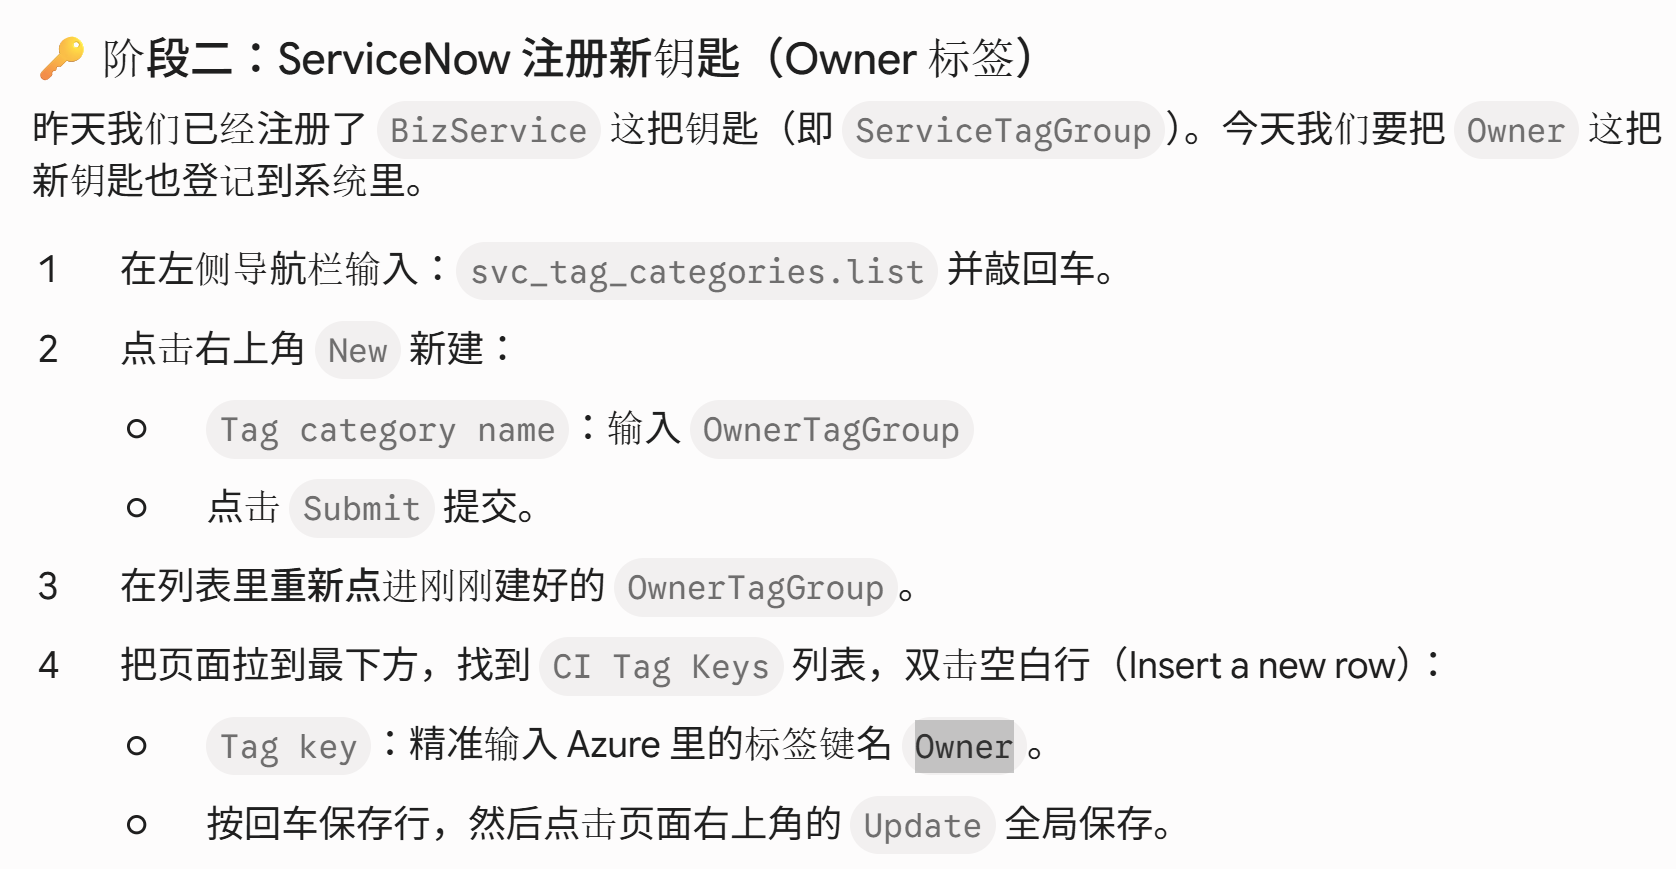 🔑 阶段二：ServiceNow 注册新钥匙（Owner 标签）
昨天我们已经注册了 BizService 这把钥匙（即 ServiceTagGroup）。今天我们要把 Owner 这把
新钥匙也登记到系统里。
1 在左侧导航栏输入：svc_tag_categories.list 并敲回车。
2 点击右上角 New 新建：
Tag category name：输入 OwnerTagGroup
点击 Submit 提交。
3 在列表里重新点进刚刚建好的 OwnerTagGroup。
4 把页面拉到最下方，找到 CI Tag Keys 列表，双击空白行（Insert a new row）：
Tag key：精准输入 Azure 里的标签键名 Owner。
按回车保存行，然后点击页面右上角的 Update 全局保存。